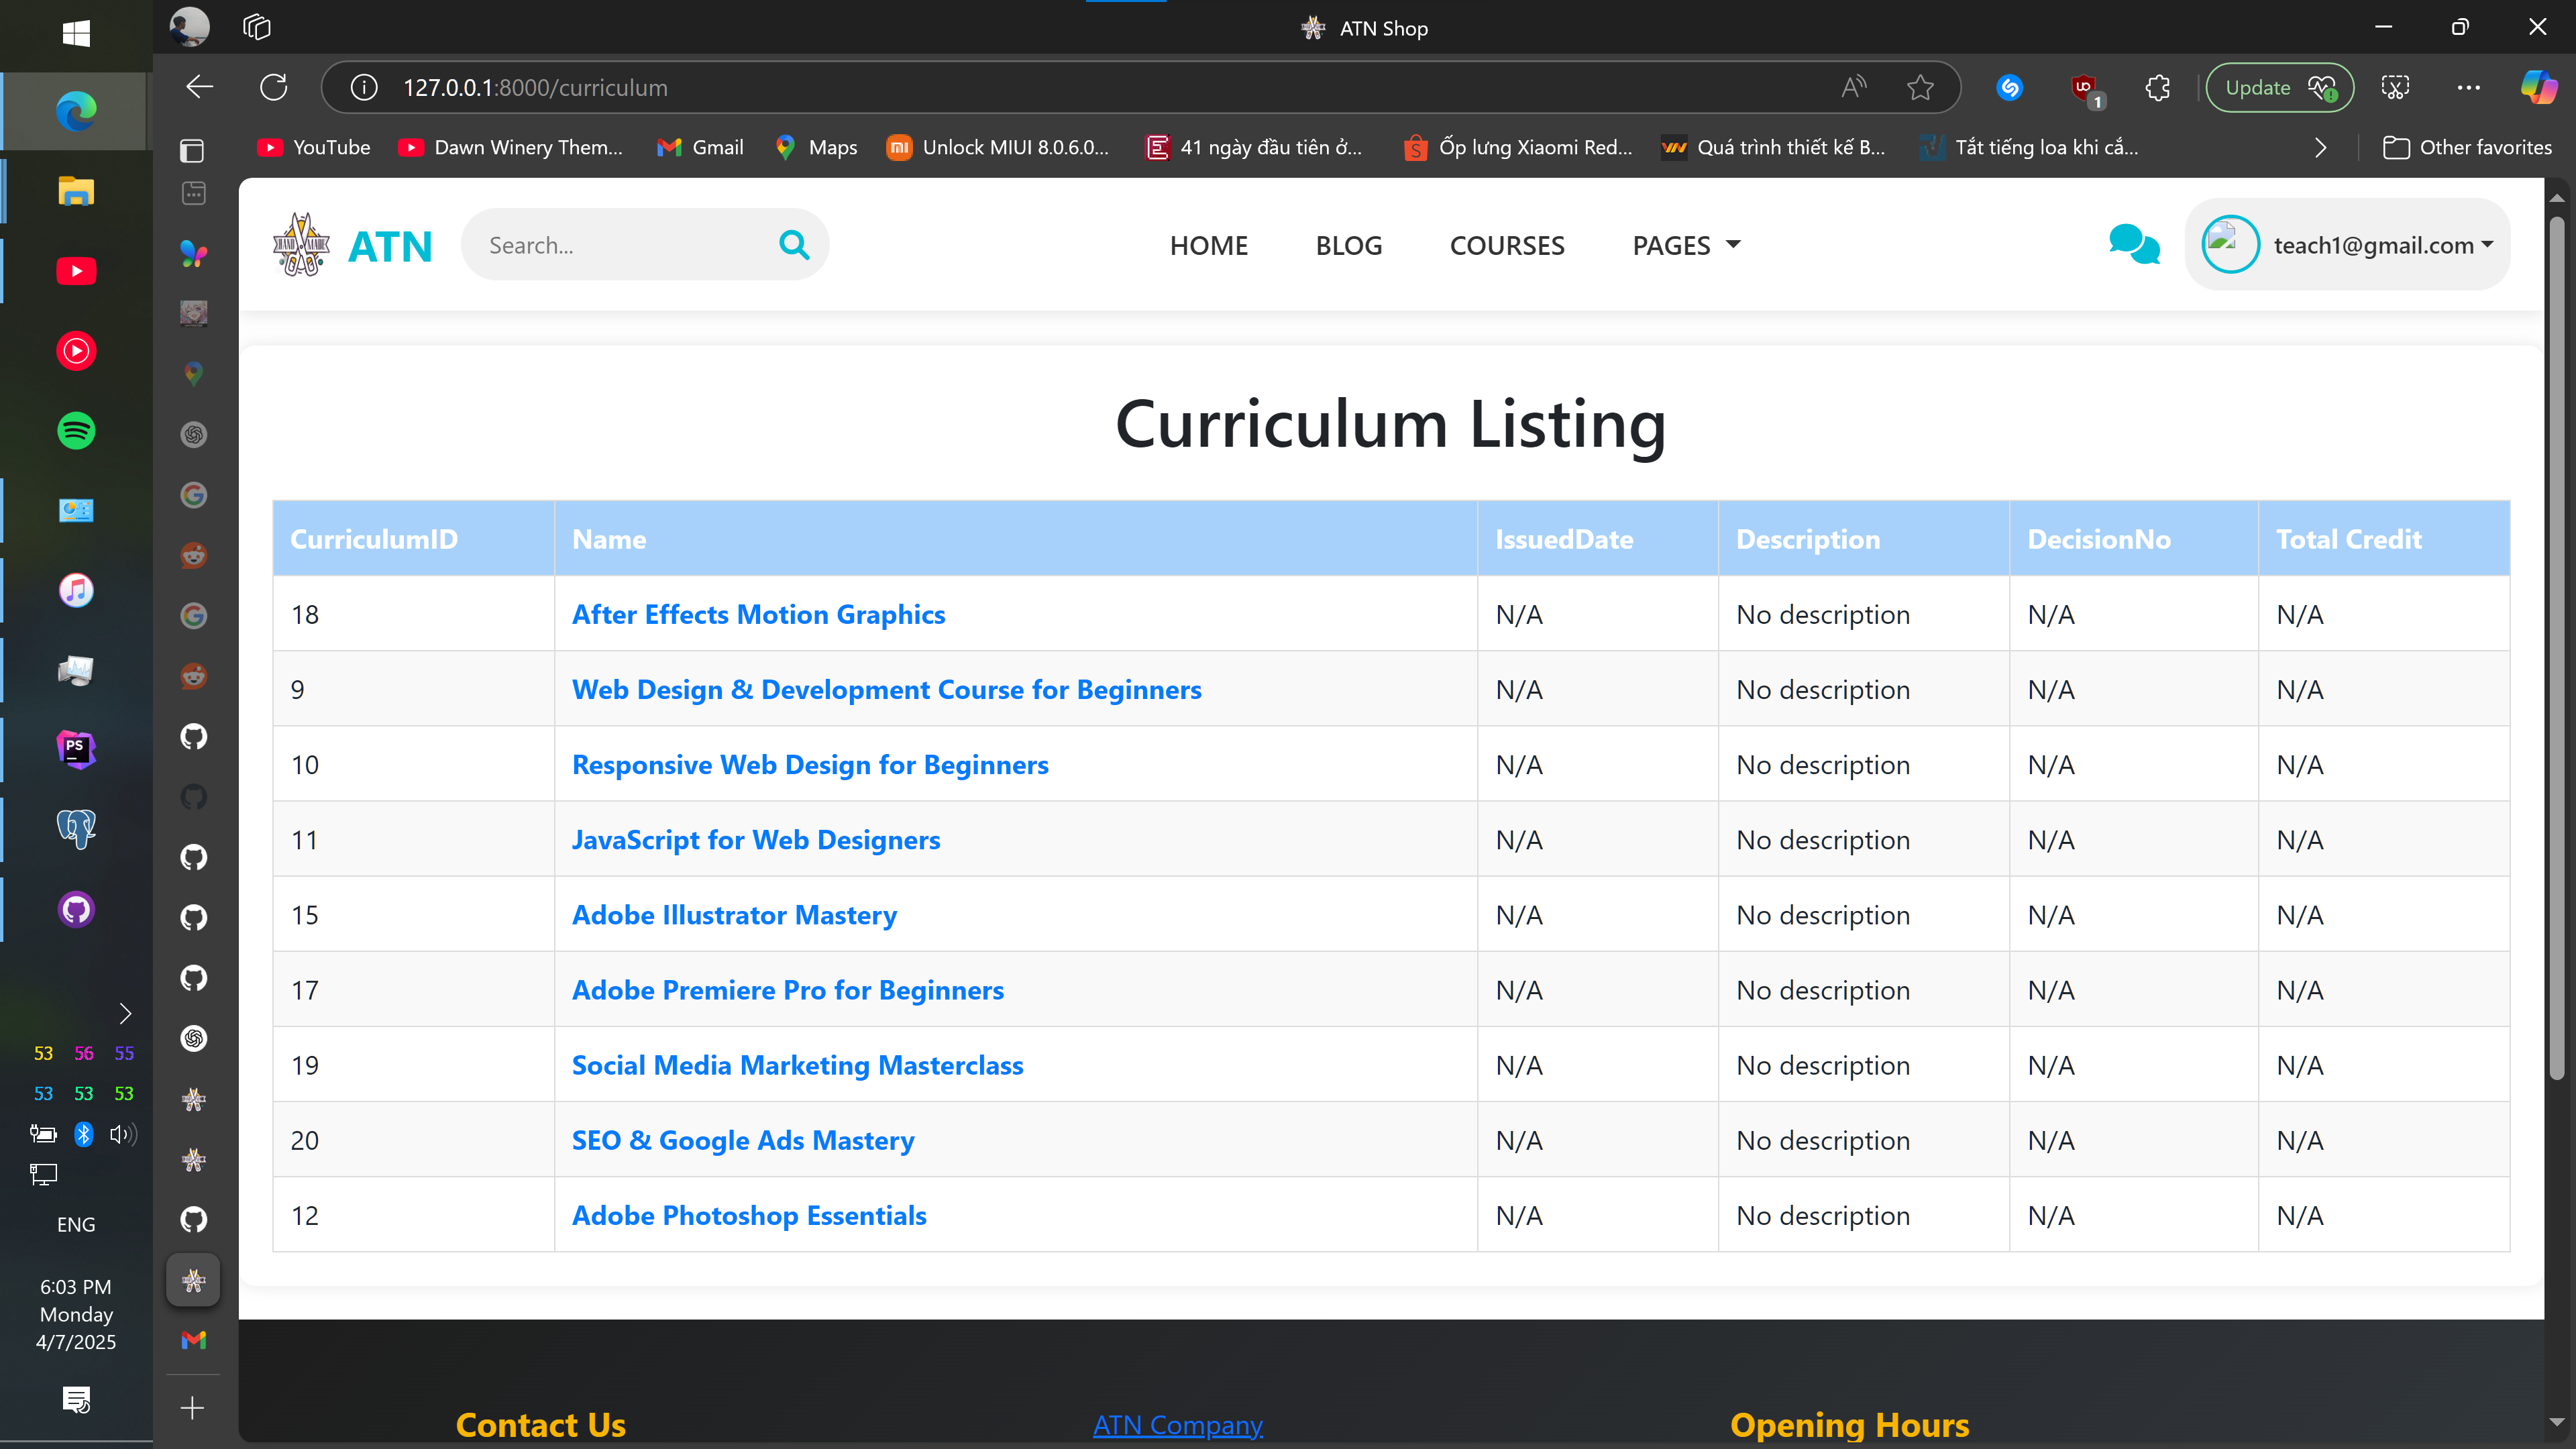 ATN Shop
127.0.0.1:8000/curriculum
1
Update
YouTube
Dawn Winery Them...
Gmail
Maps
Unlock MIUI 8.0.6.0...
41 ngày đầu tiên ở...
Ốp lưng Xiaomi Red...
Quá trình thiết kế B...
Tắt tiếng loa khi cắ...
Other favorites
HAND MADE
ATN
Search...
HOME
BLOG
COURSES
PAGES
teach1@gmail.com
Curriculum Listing
CurriculumID Name IssuedDate Description DecisionNo Total Credit
18 After Effects Motion Graphics N/A No description N/A N/A
9 Web Design & Development Course for Beginners N/A No description N/A N/A
10 Responsive Web Design for Beginners N/A No description N/A N/A
11 JavaScript for Web Designers N/A No description N/A N/A
15 Adobe Illustrator Mastery N/A No description N/A N/A
17 Adobe Premiere Pro for Beginners N/A No description N/A N/A
19 Social Media Marketing Masterclass N/A No description N/A N/A
20 SEO & Google Ads Mastery N/A No description N/A N/A
12 Adobe Photoshop Essentials N/A No description N/A N/A
Contact Us
ATN Company
Opening Hours
PS
53 56 55
53 53 53
ENG
6:03 PM
Monday
4/7/2025